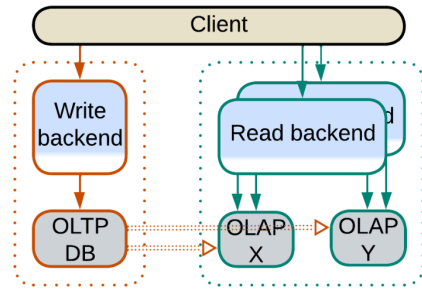 Client
Write
backend
Read backend
d
OLTP
DB
OLAP
X
OLAP
Y